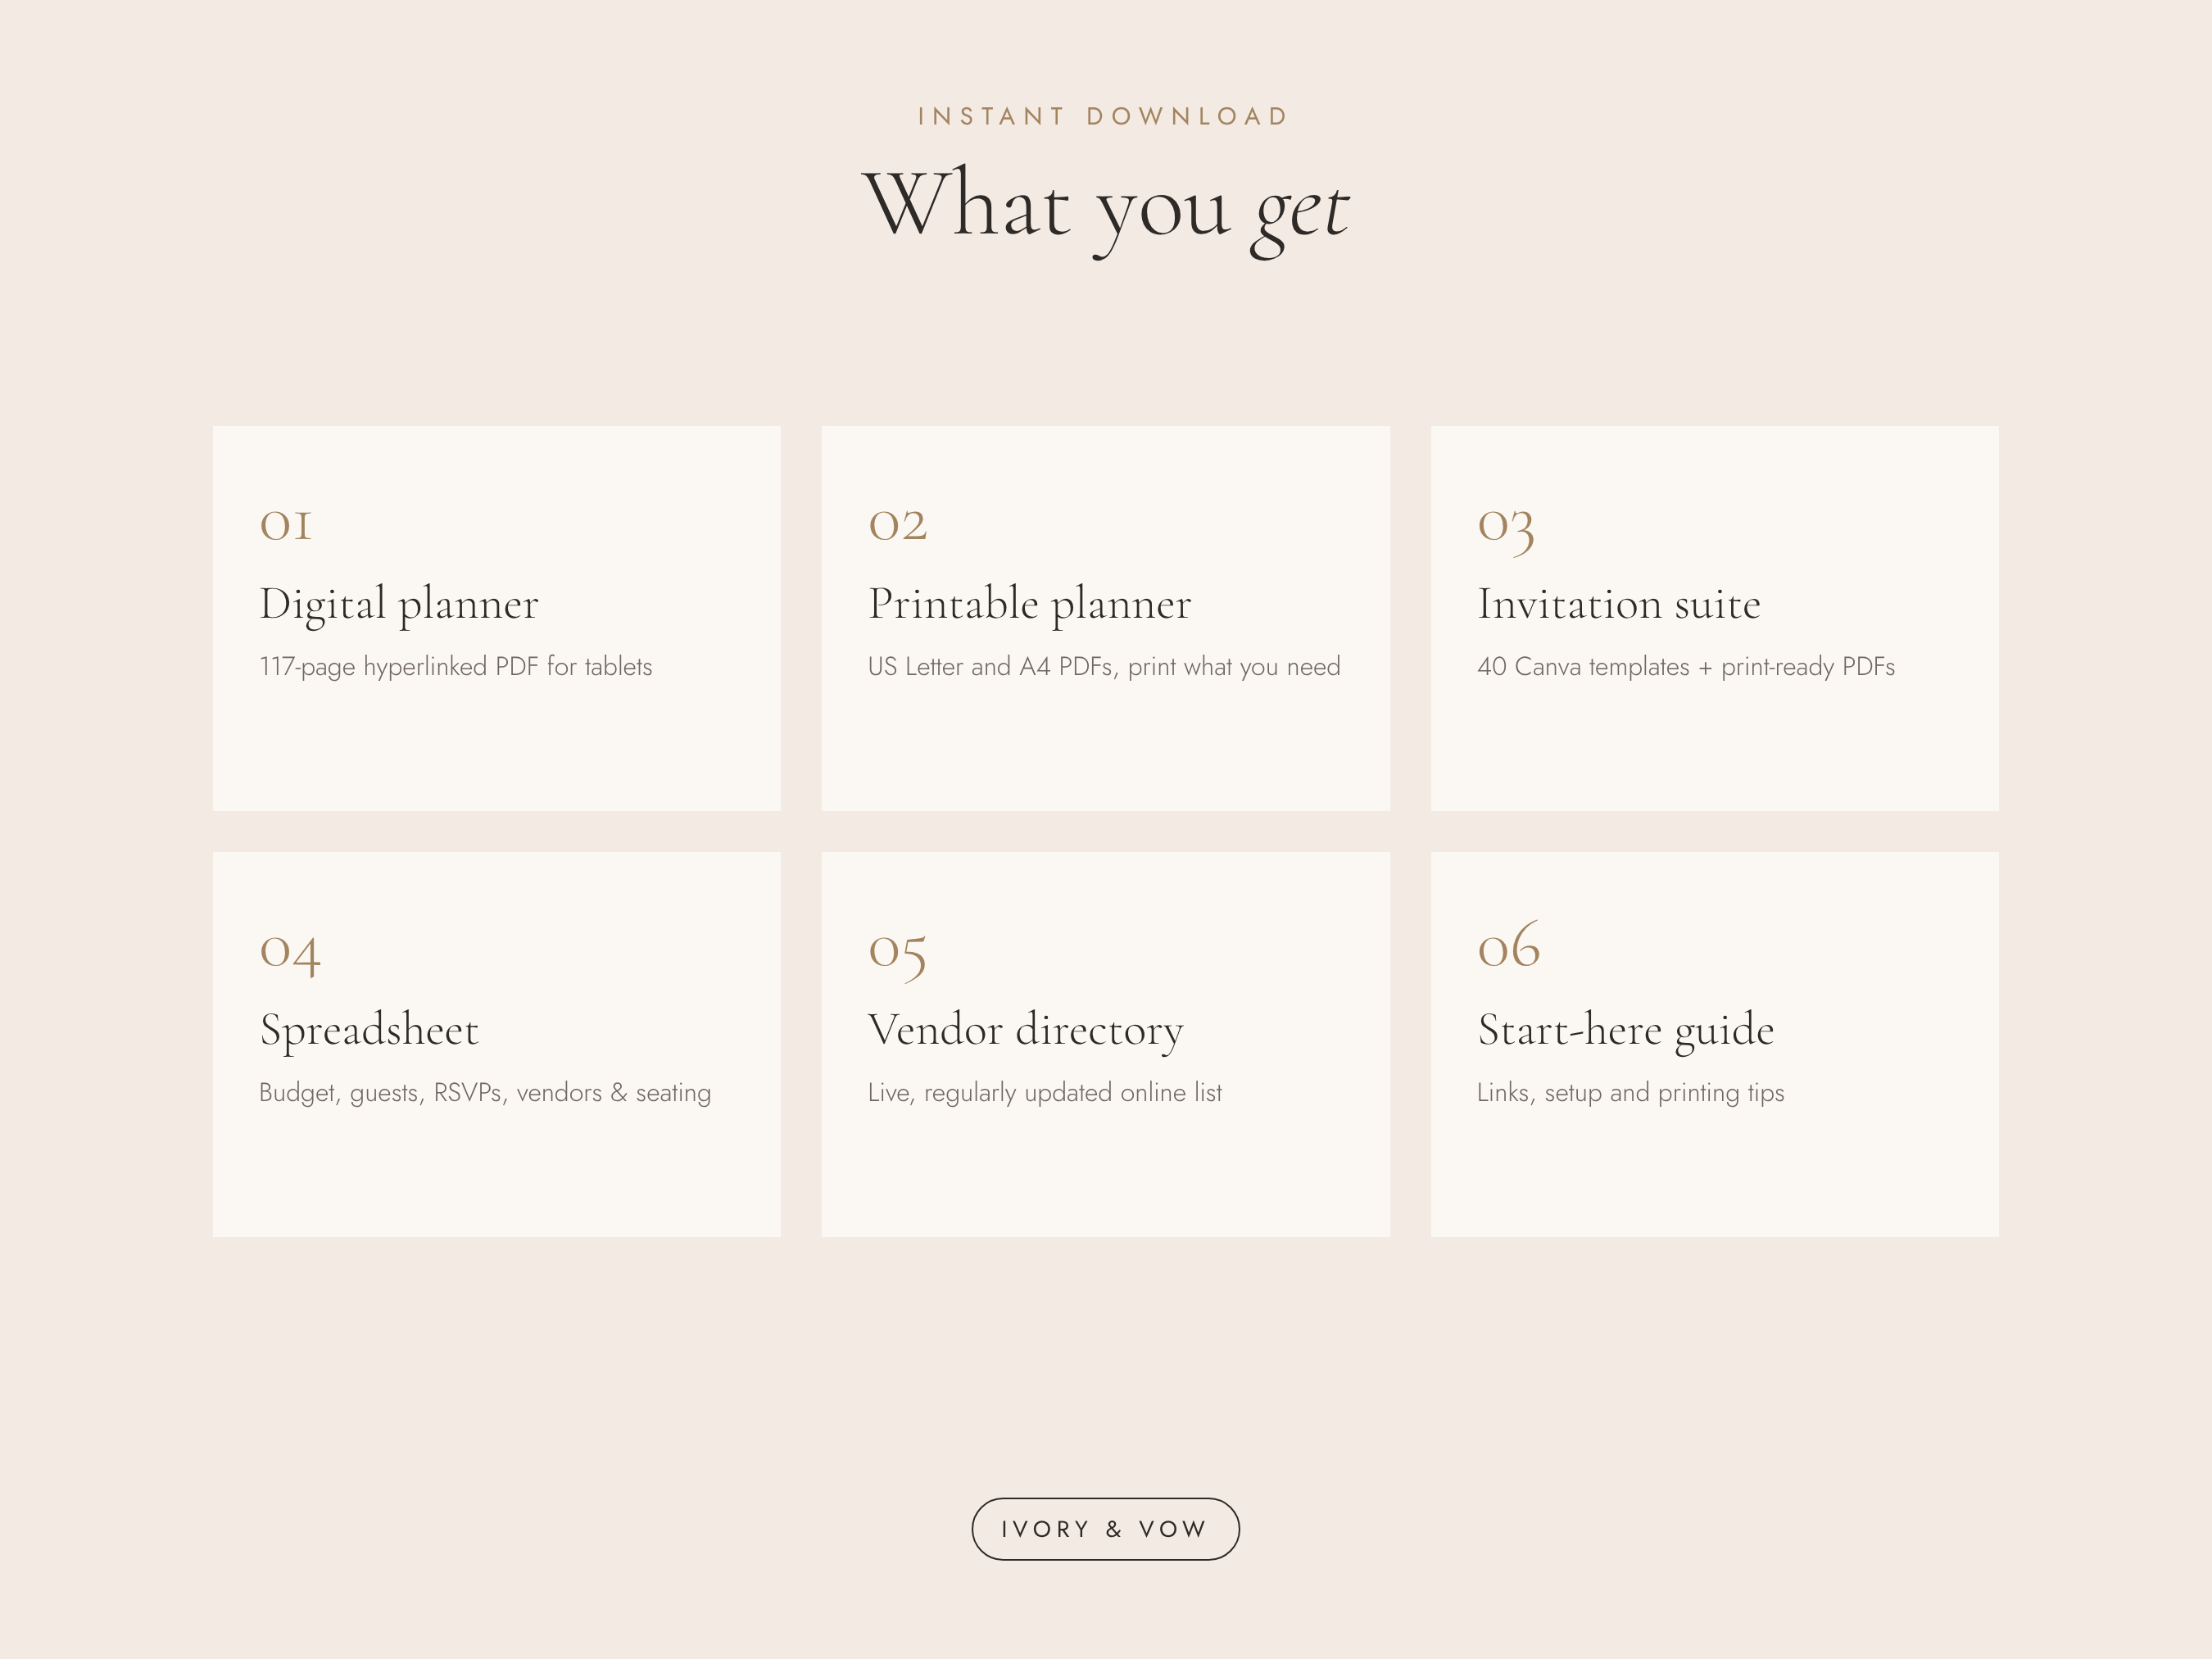 INSTANT DOWNLOAD
What you get
01
Digital planner
117-page hyperlinked PDF for tablets
02
Printable planner
US Letter and A4 PDFs, print what you need
03
Invitation suite
40 Canva templates + print-ready PDFs
04
Spreadsheet
Budget, guests, RSVPs, vendors & seating
05
Vendor directory
Live, regularly updated online list
06
Start-here guide
Links, setup and printing tips
IVORY & VOW